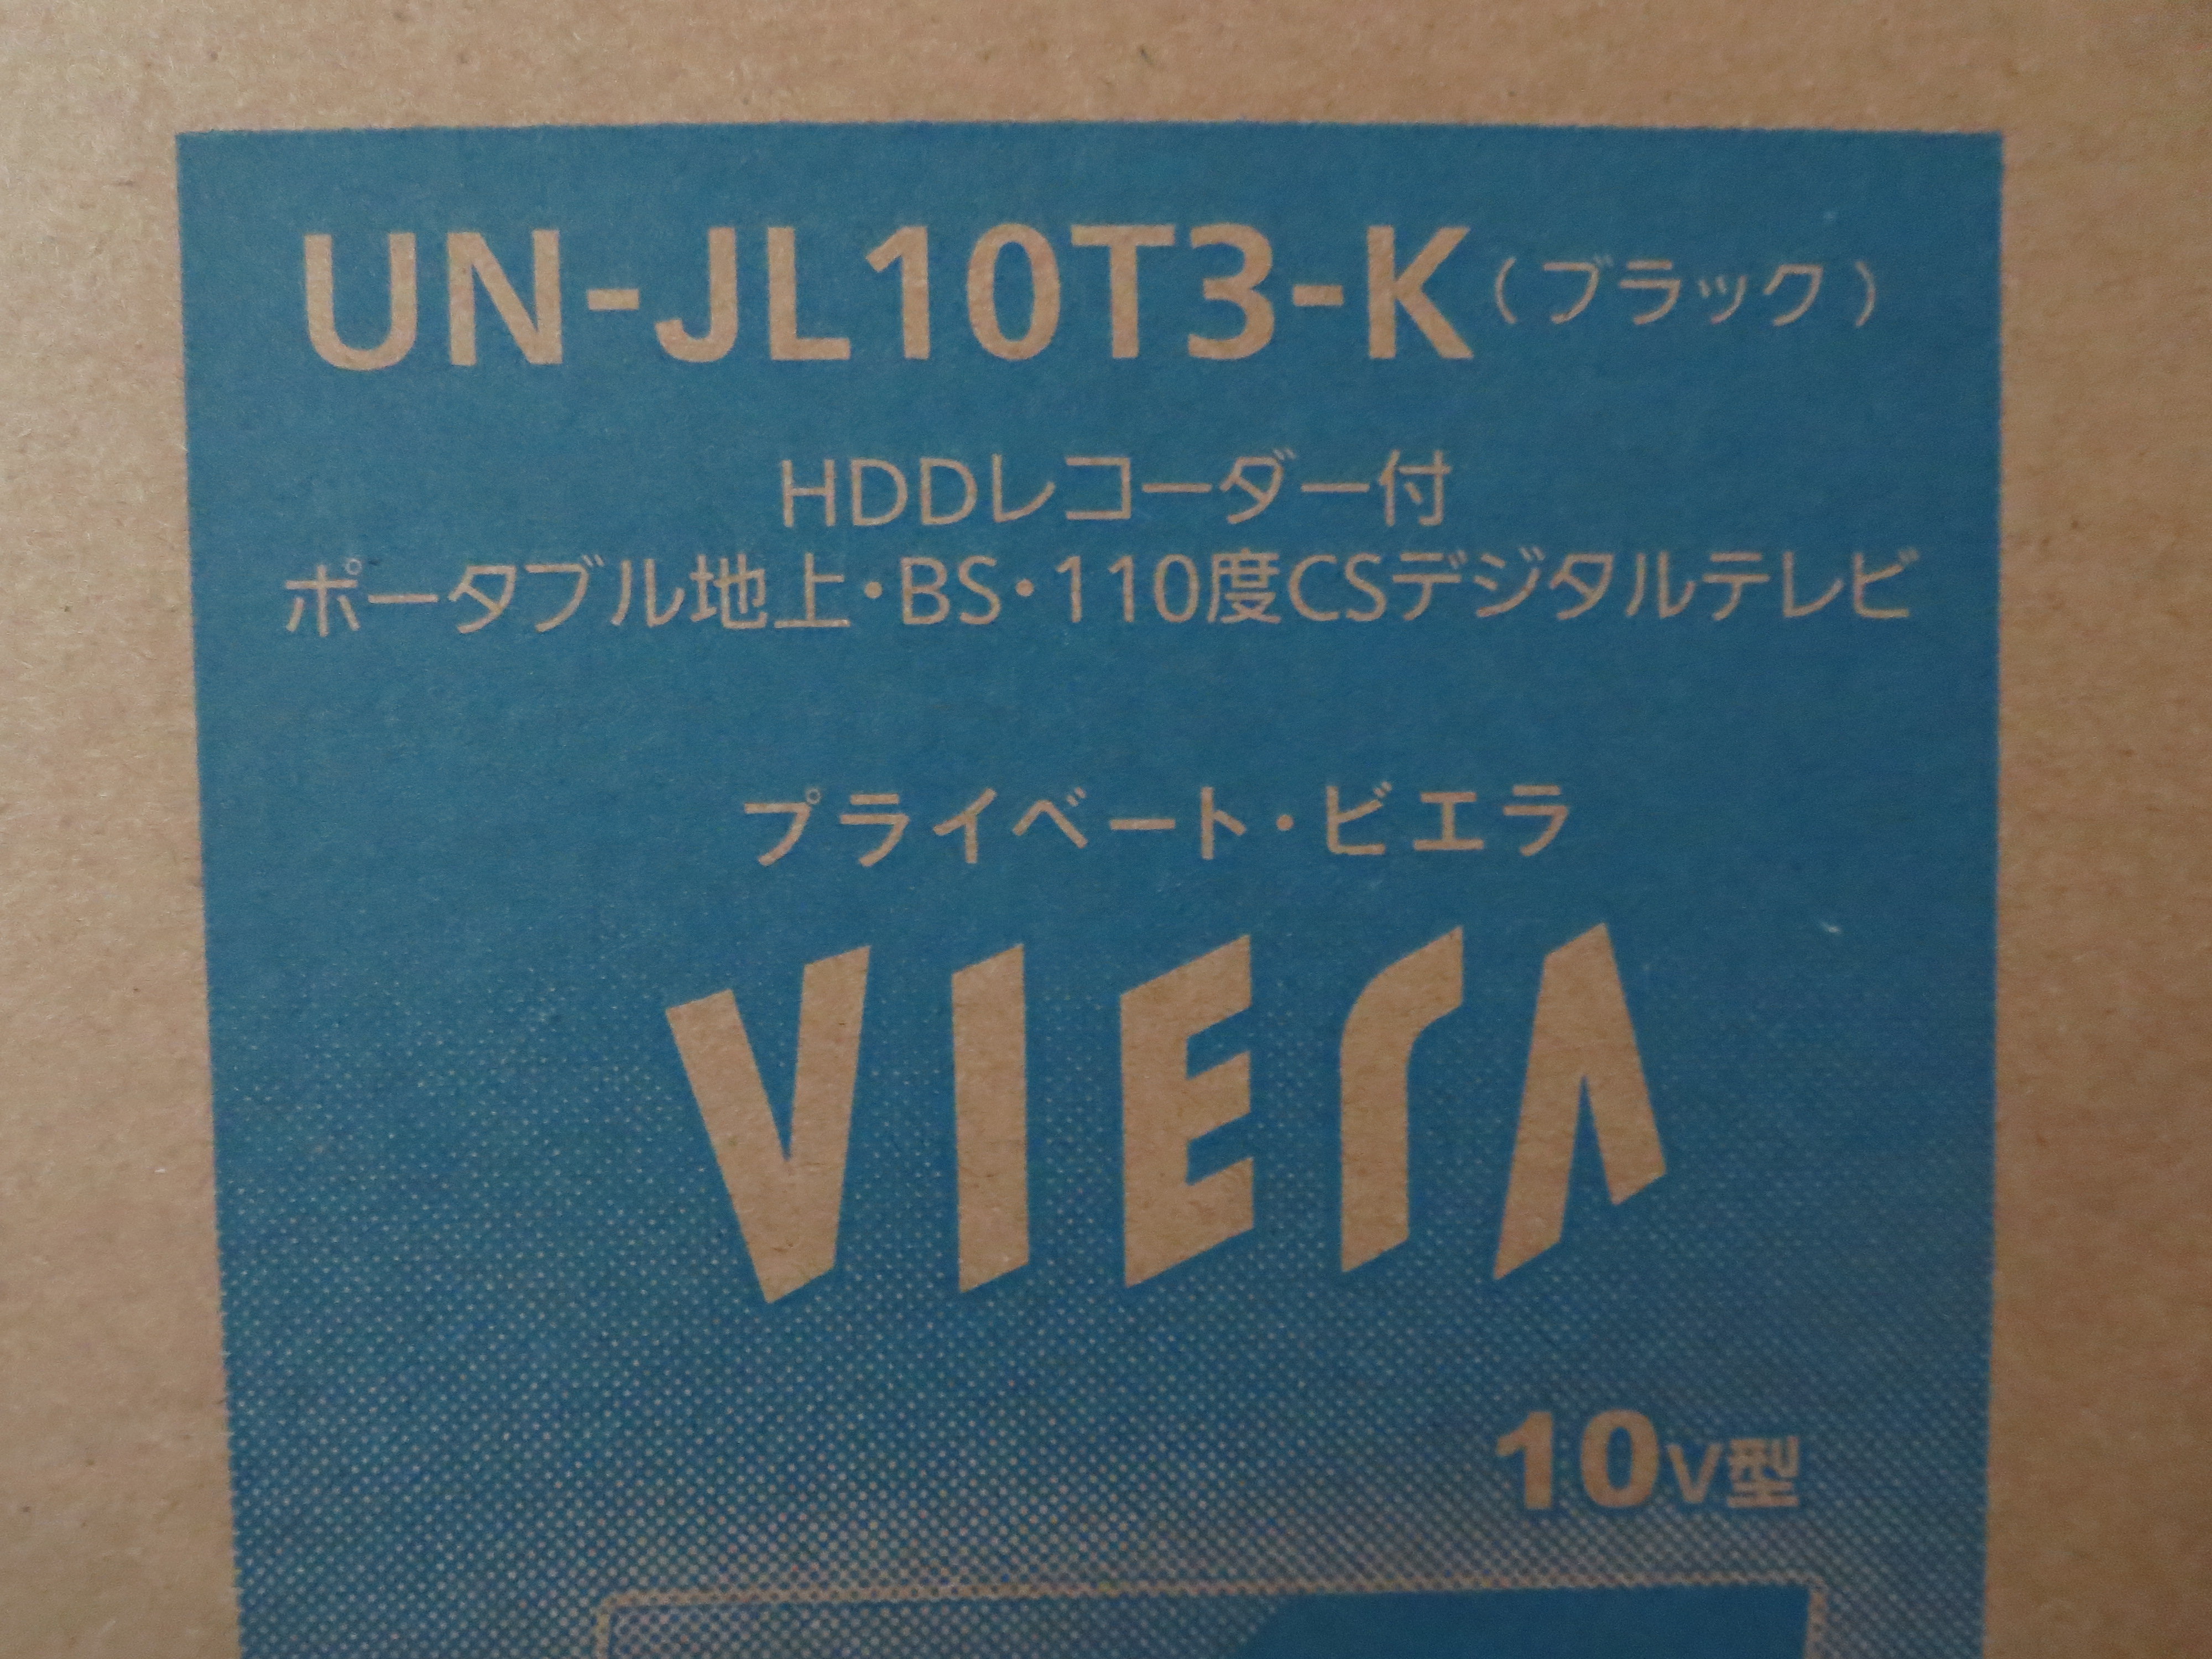 UN-JL10T3-K（ブラック）
HDDレコーダー付
ポータブル地上・BS・110度CSデジタルテレビ
プライベート・ビエラ
VIERA
10V型